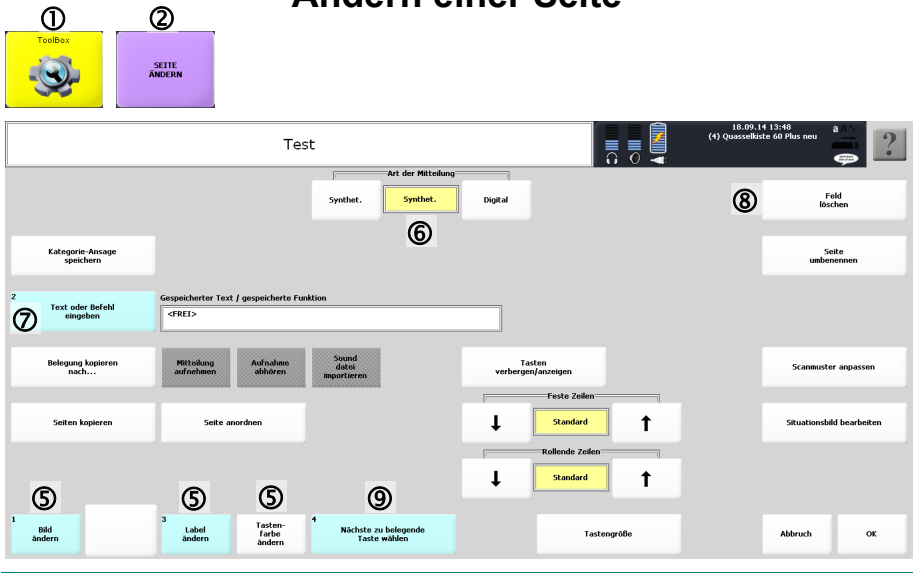 Ändern einer Seite
① ②
ToolBox
SEITE
ÄNDERN
Test
18.09.14 13:48
(4) Quasselkiste 60 Plus neu
?
Art der Mitteilung
Synthet.
Synthet.
Digital
⑥
⑧
Feld
löschen
Kategorie-Ansage
speichern
Seite
umbenennen
2
Text oder Befehl
eingeben
⑦
Gespeicherter Text / gespeicherte Funktion
<FREI>
Belegung kopieren
nach...
Mitteilung
aufnehmen
Aufnahme
abhören
Sound
datei
importieren
Tasten
verbergen/anzeigen
Scanmuster anpassen
Feste Zeilen
Seiten kopieren
Seite anordnen
↓ Standard ↑
Situationsbild bearbeiten
Rollende Zeilen
↓ Standard ↑
⑤ ⑤ ⑤ ⑨
1
Bild
ändern
3
Label
ändern
Tasten-
farbe
ändern
4
Nächste zu belegende
Taste wählen
Tastengröße
Abbruch
OK